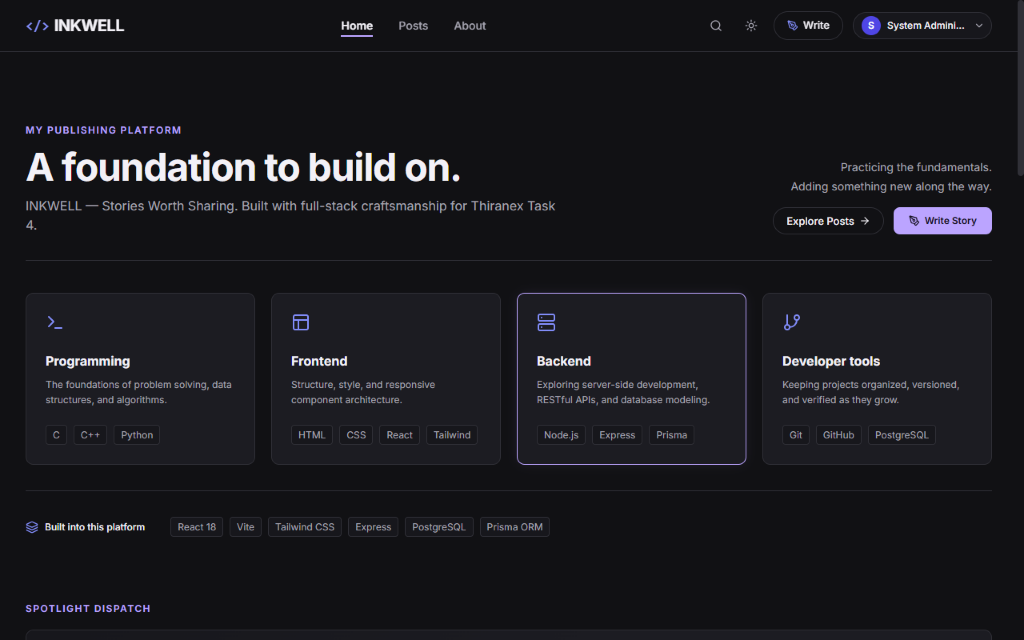 </> INKWELL
Home
Posts
About
Write
S
System Admini...
MY PUBLISHING PLATFORM
A foundation to build on.
INKWELL — Stories Worth Sharing. Built with full-stack craftsmanship for Thiranex Task
4.
Practicing the fundamentals.
Adding something new along the way.
Explore Posts →
Write Story
Programming
The foundations of problem solving, data
structures, and algorithms.
C
C++
Python
Frontend
Structure, style, and responsive
component architecture.
HTML
CSS
React
Tailwind
Backend
Exploring server-side development,
RESTful APIs, and database modeling.
Node.js
Express
Prisma
Developer tools
Keeping projects organized, versioned,
and verified as they grow.
Git
GitHub
PostgreSQL
Built into this platform
React 18
Vite
Tailwind CSS
Express
PostgreSQL
Prisma ORM
SPOTLIGHT DISPATCH